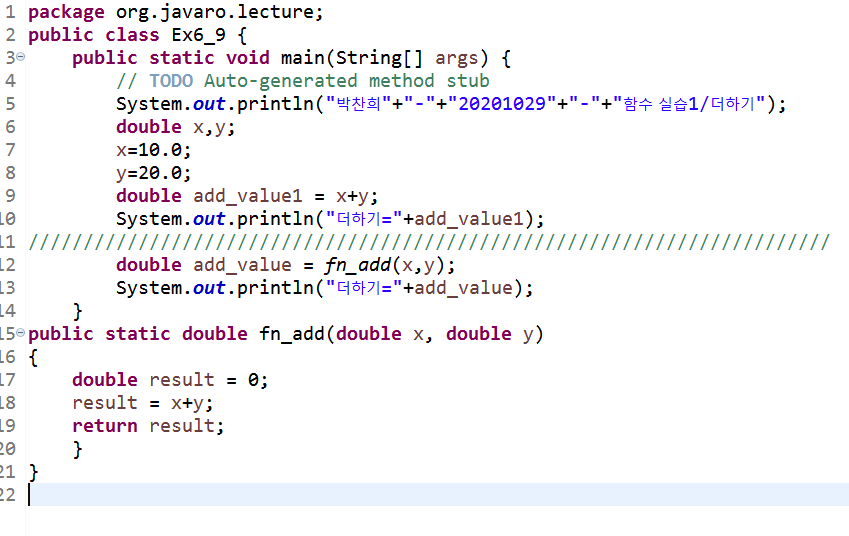 1 package org.javaro.lecture;
2 public class Ex6_9 {
3 public static void main(String[] args) {
4 // TODO Auto-generated method stub
5 System.out.println("박찬희"+"-"+"20201029"+"-"+"함수 실습1/더하기");
6 double x,y;
7 x=10.0;
8 y=20.0;
9 double add_value1 = x+y;
10 System.out.println("더하기="+add_value1);
11 /////////////////////////////////////////////////////////////////////////
12 double add_value = fn_add(x,y);
13 System.out.println("더하기="+add_value);
14 }
15 public static double fn_add(double x, double y)
16 {
17 double result = 0;
18 result = x+y;
19 return result;
20 }
21 }
22